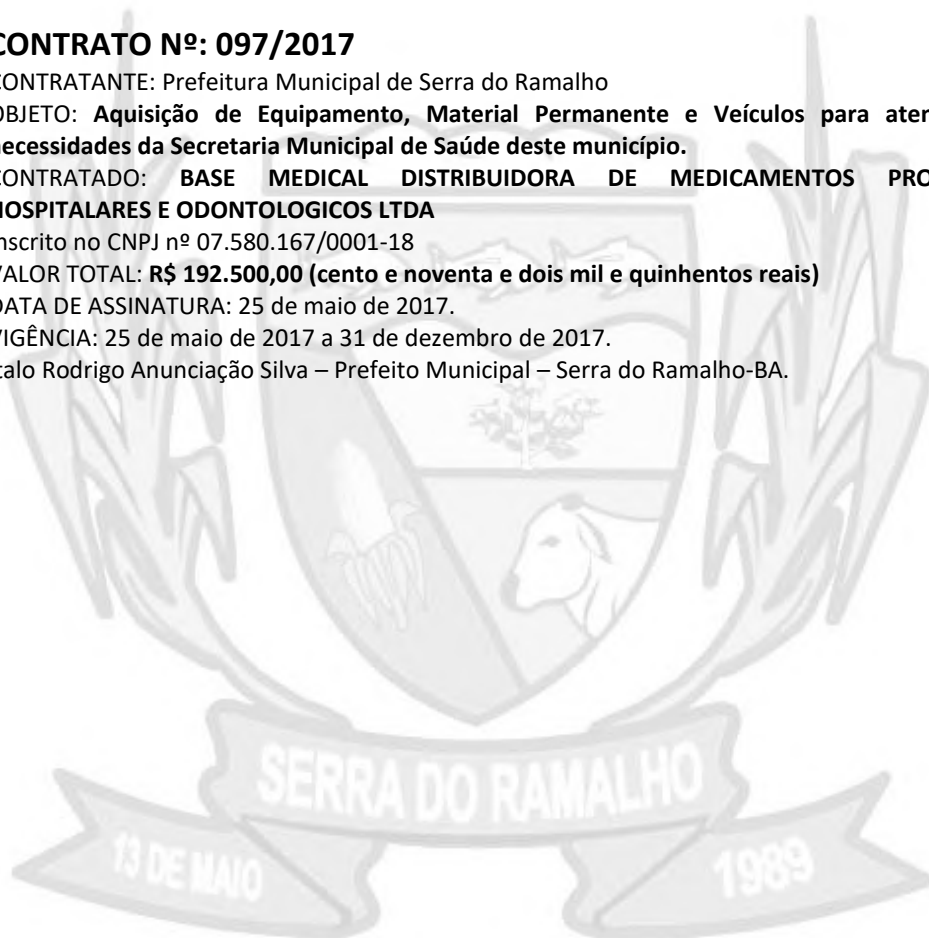 CONTRATO Nº: 097/2017
CONTRATANTE: Prefeitura Municipal de Serra do Ramalho
OBJETO: Aquisição de Equipamento, Material Permanente e Veículos para aten
necessidades da Secretaria Municipal de Saúde deste município.
CONTRATADO: BASE MEDICAL DISTRIBUIDORA DE MEDICAMENTOS PRO
HOSPITALARES E ODONTOLOGICOS LTDA
nscrito no CNPJ nº 07.580.167/0001-18
VALOR TOTAL: R$ 192.500,00 (cento e noventa e dois mil e quinhentos reais)
DATA DE ASSINATURA: 25 de maio de 2017.
VIGÊNCIA: 25 de maio de 2017 a 31 de dezembro de 2017.
talo Rodrigo Anunciação Silva – Prefeito Municipal – Serra do Ramalho-BA.
SERRA DO RAMALHO
13 DE MAIO
1989